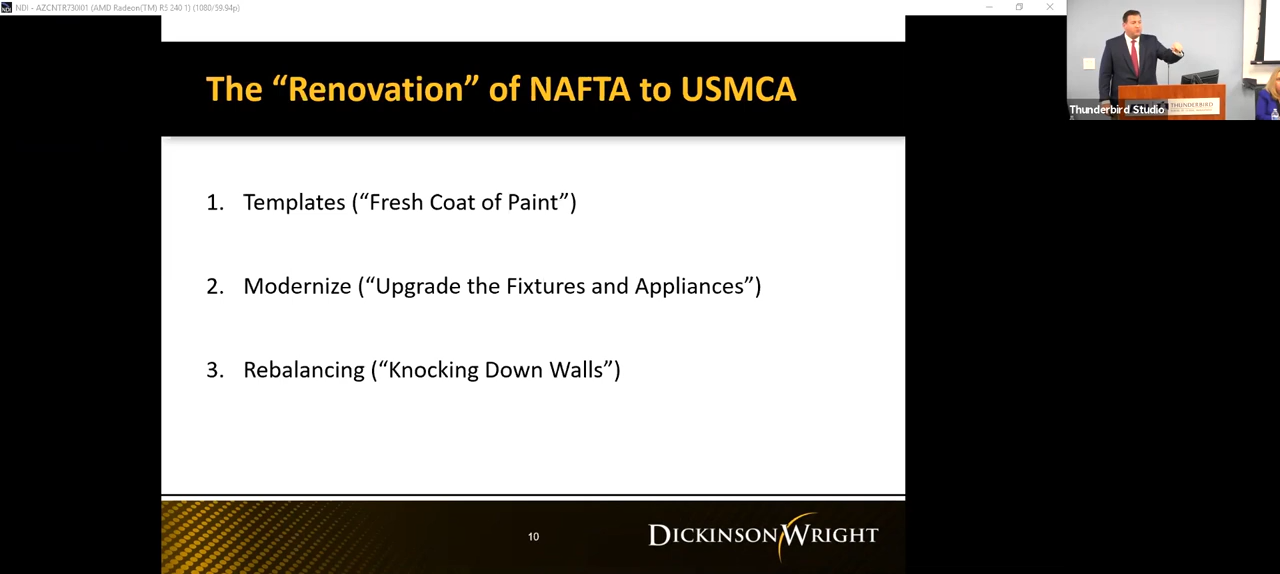 NDI - AZCNTR730I01 (AMD Radeon(TM) R5 240 1) (1080/59.94p)
The “Renovation” of NAFTA to USMCA
Thunderbird Studio
THUNDERBIRD
1. Templates (“Fresh Coat of Paint”)
2. Modernize (“Upgrade the Fixtures and Appliances”)
3. Rebalancing (“Knocking Down Walls”)
10
DICKINSON WRIGHT